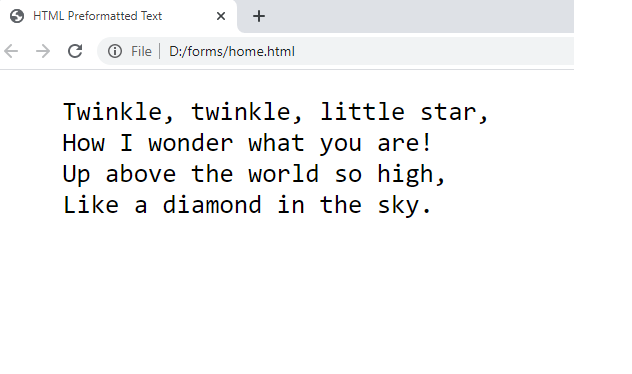 HTML Preformatted Text
File | D:/forms/home.html
Twinkle, twinkle, little star,
How I wonder what you are!
Up above the world so high,
Like a diamond in the sky.